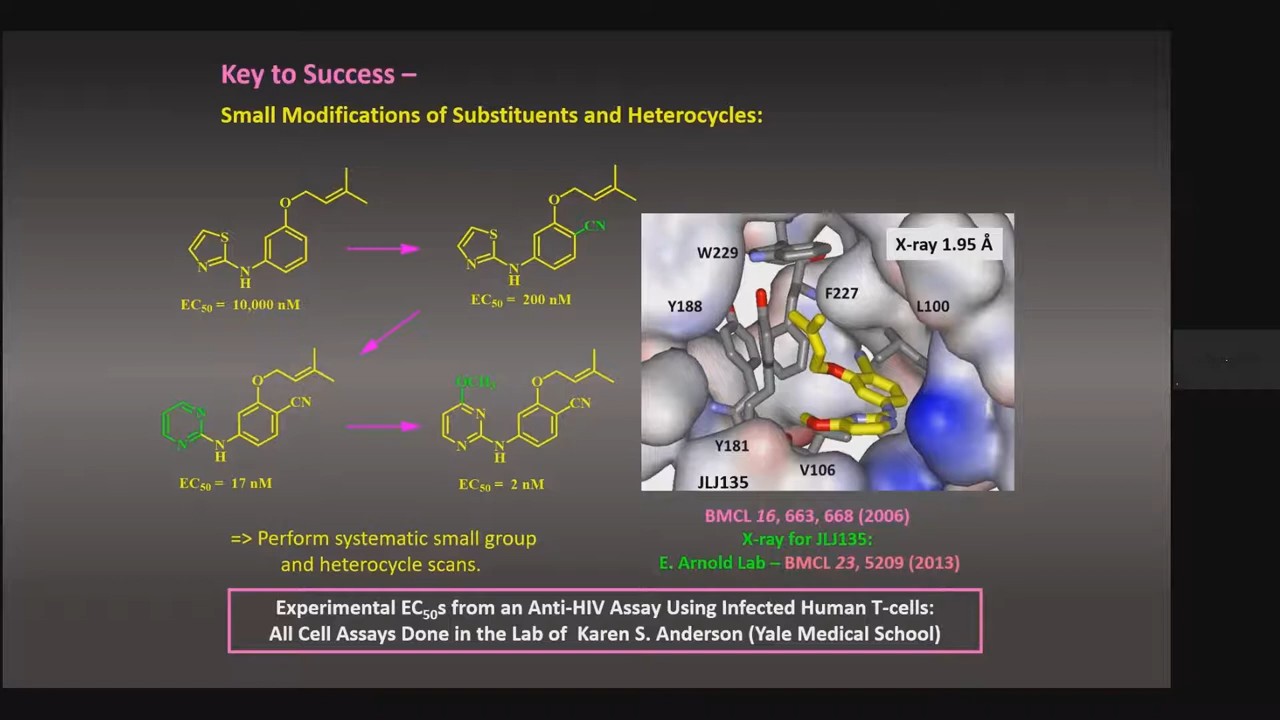 Key to Success –
Small Modifications of Substituents and Heterocycles:
O
S
N
N
H
EC50 = 10,000 nM
O
CN
S
N
N
H
EC50 = 200 nM
O
CN
N
N
N
H
EC50 = 17 nM
OCH3
O
CN
N
N
N
H
EC50 = 2 nM
X-ray 1.95 Å
W229
F227
Y188
L100
Y181
V106
JLJ135
BMCL 16, 663, 668 (2006)
X-ray for JLJ135:
E. Arnold Lab – BMCL 23, 5209 (2013)
=> Perform systematic small group
and heterocycle scans.
Experimental EC50s from an Anti-HIV Assay Using Infected Human T-cells:
All Cell Assays Done in the Lab of Karen S. Anderson (Yale Medical School)